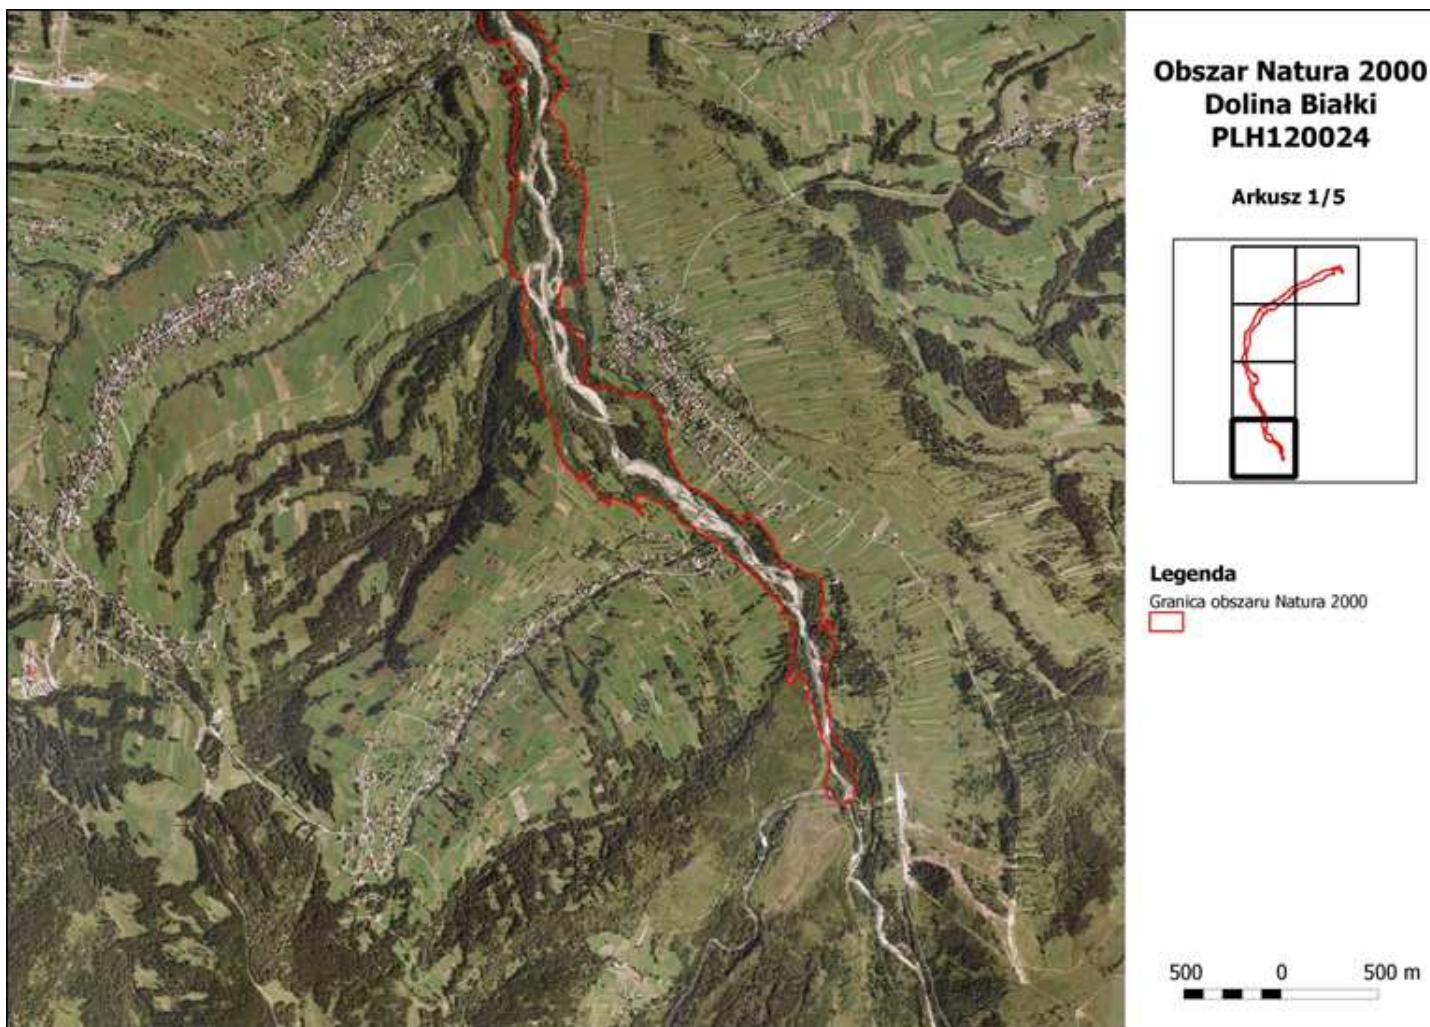 Obszar Natura 2000
Dolina Białki
PLH120024
Arkusz 1/5
Legenda
Granica obszaru Natura 2000
500 0 500 m